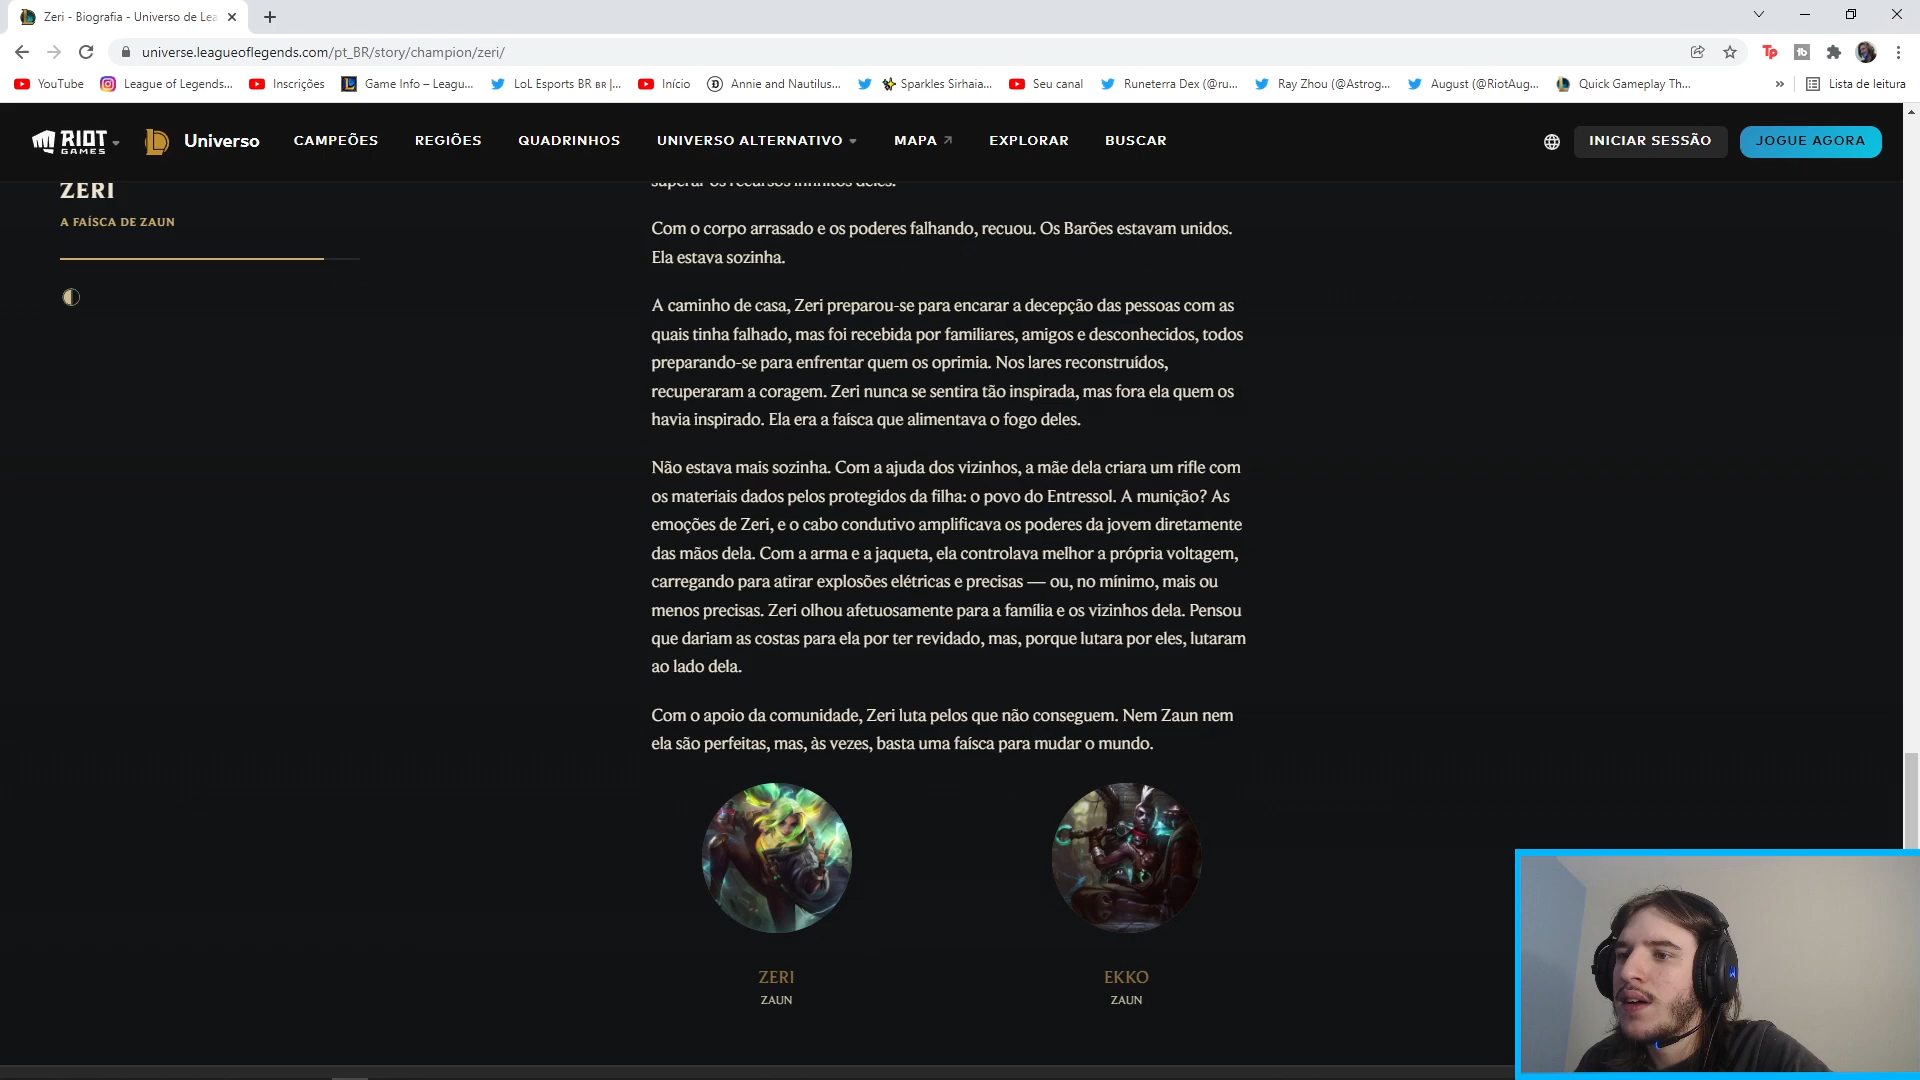 Zeri - Biografia - Universo de Lea
universe.leagueoflegends.com/pt_BR/story/champion/zeri/
YouTube
League of Legends...
Inscrições
Game Info – Leagu...
LoL Esports BR ʙʀ |...
Início
Annie and Nautilus...
Sparkles Sirhaia...
Seu canal
Runeterra Dex (@ru...
Ray Zhou (@Astrog...
August (@RiotAug...
Quick Gameplay Th...
Lista de leitura
RIOT GAMES
Universo
CAMPEÕES
REGIÕES
QUADRINHOS
UNIVERSO ALTERNATIVO
MAPA
EXPLORAR
BUSCAR
INICIAR SESSÃO
JOGUE AGORA
ZERI
A FAÍSCA DE ZAUN
superar os recursos infinitos deles.
Com o corpo arrasado e os poderes falhando, recuou. Os Barões estavam unidos.
Ela estava sozinha.
A caminho de casa, Zeri preparou-se para encarar a decepção das pessoas com as
quais tinha falhado, mas foi recebida por familiares, amigos e desconhecidos, todos
preparando-se para enfrentar quem os oprimia. Nos lares reconstruídos,
recuperaram a coragem. Zeri nunca se sentira tão inspirada, mas fora ela quem os
havia inspirado. Ela era a faísca que alimentava o fogo deles.
Não estava mais sozinha. Com a ajuda dos vizinhos, a mãe dela criara um rifle com
os materiais dados pelos protegidos da filha: o povo do Entressol. A munição? As
emoções de Zeri, e o cabo condutivo amplificava os poderes da jovem diretamente
das mãos dela. Com a arma e a jaqueta, ela controlava melhor a própria voltagem,
carregando para atirar explosões elétricas e precisas — ou, no mínimo, mais ou
menos precisas. Zeri olhou afetuosamente para a família e os vizinhos dela. Pensou
que dariam as costas para ela por ter revidado, mas, porque lutara por eles, lutaram
ao lado dela.
Com o apoio da comunidade, Zeri luta pelos que não conseguem. Nem Zaun nem
ela são perfeitas, mas, às vezes, basta uma faísca para mudar o mundo.
ZERI
ZAUN
EKKO
ZAUN